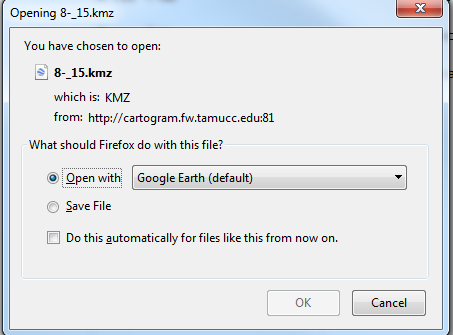 Opening 8-_15.kmz
You have chosen to open:
8-_15.kmz
which is: KMZ
from: http://cartogram.fw.tamucc.edu:81
What should Firefox do with this file?
Open with Google Earth (default)
Save File
Do this automatically for files like this from now on.
OK Cancel